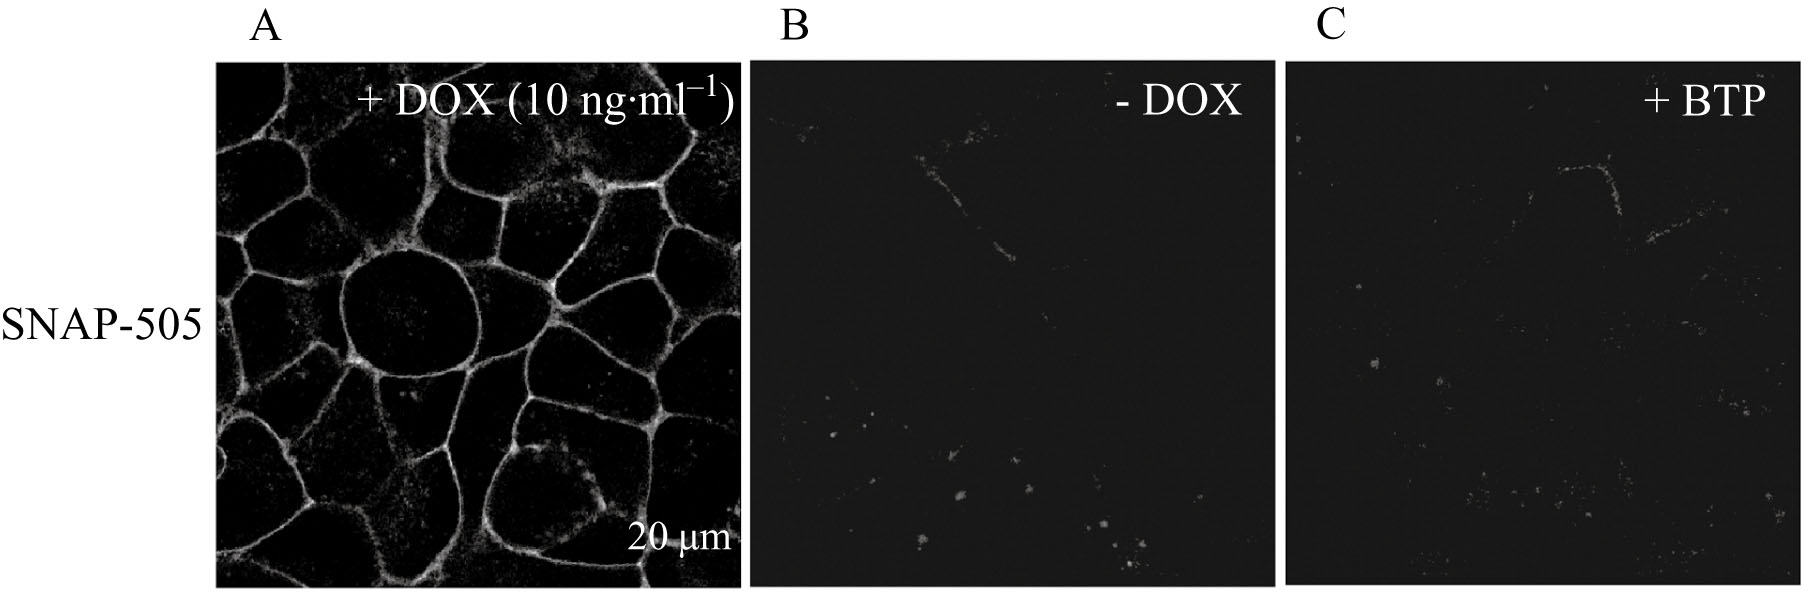 A
B
C
+ DOX (10 ng·ml⁻¹)
- DOX
+ BTP
SNAP-505
20 μm